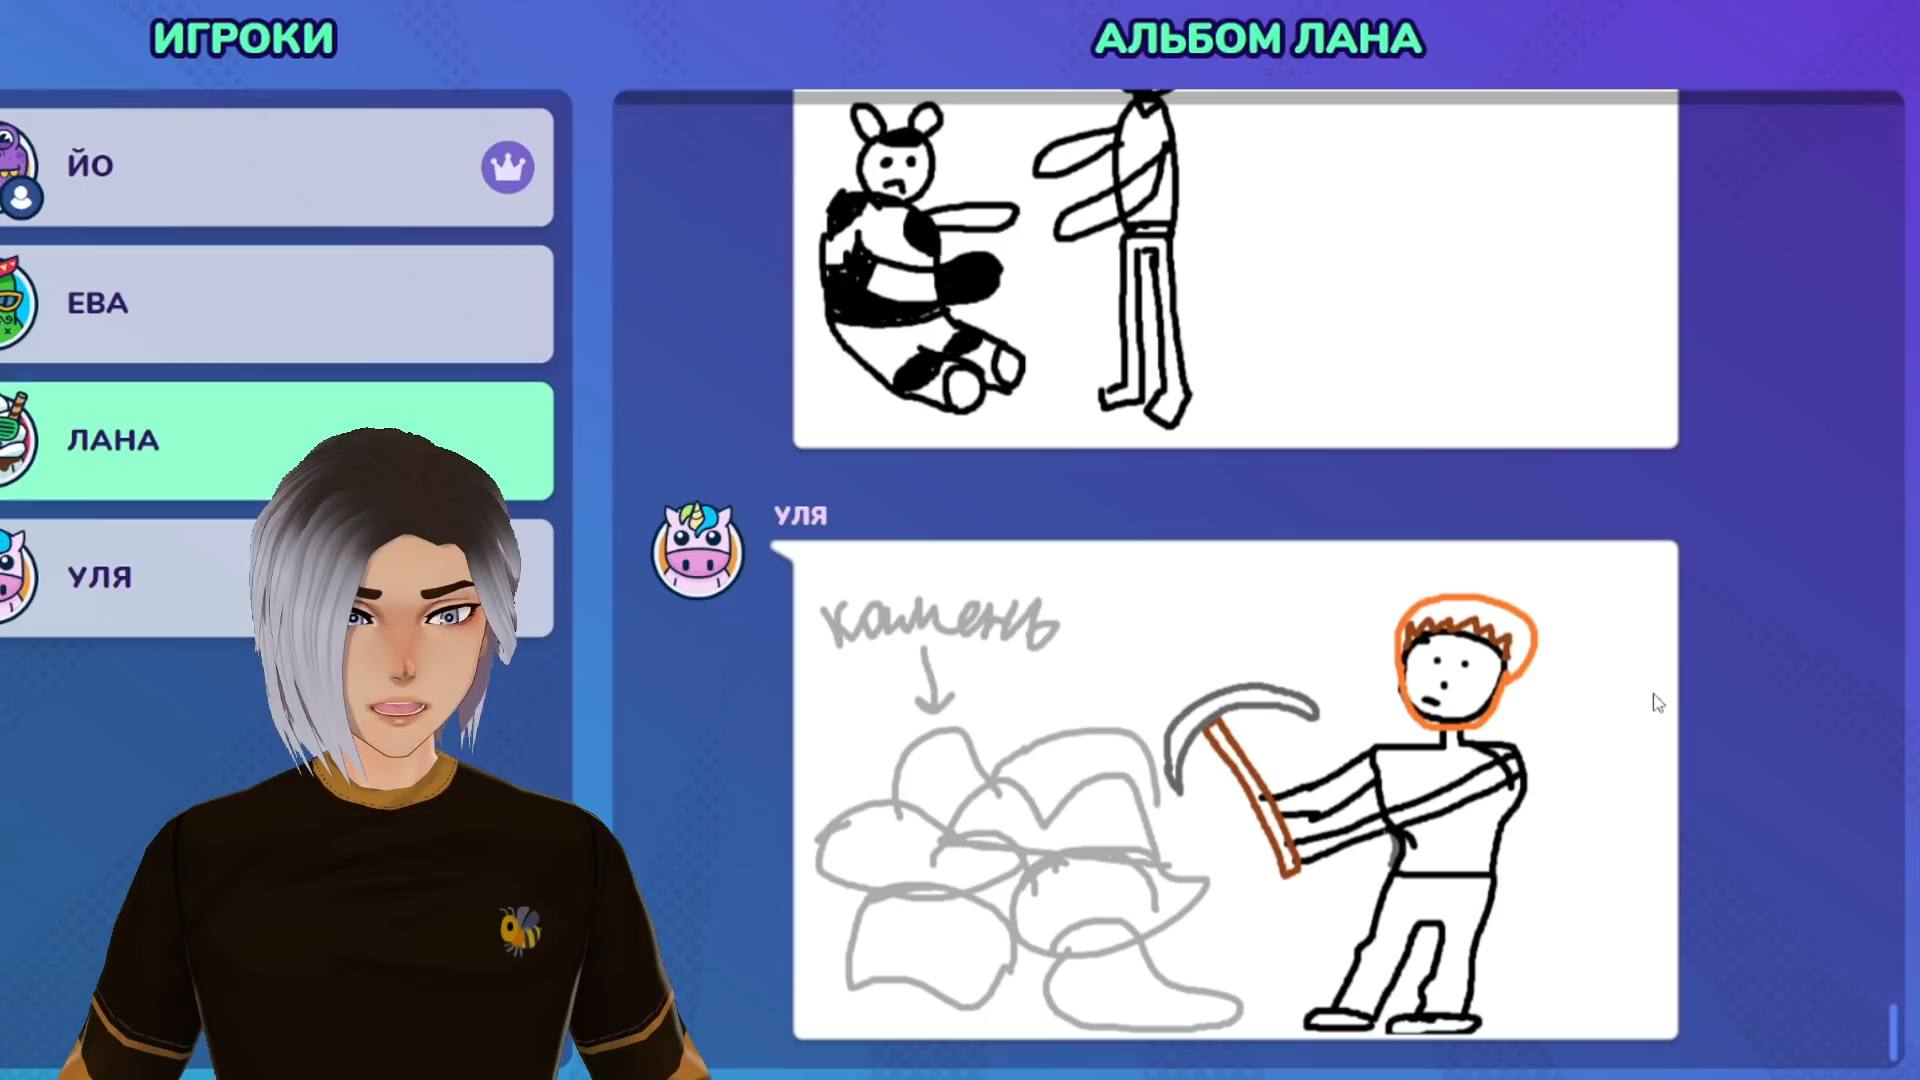 ИГРОКИ
АЛЬБОМ ЛАНА
ЙО
ЕВА
ЛАНА
УЛЯ
УЛЯ
камень